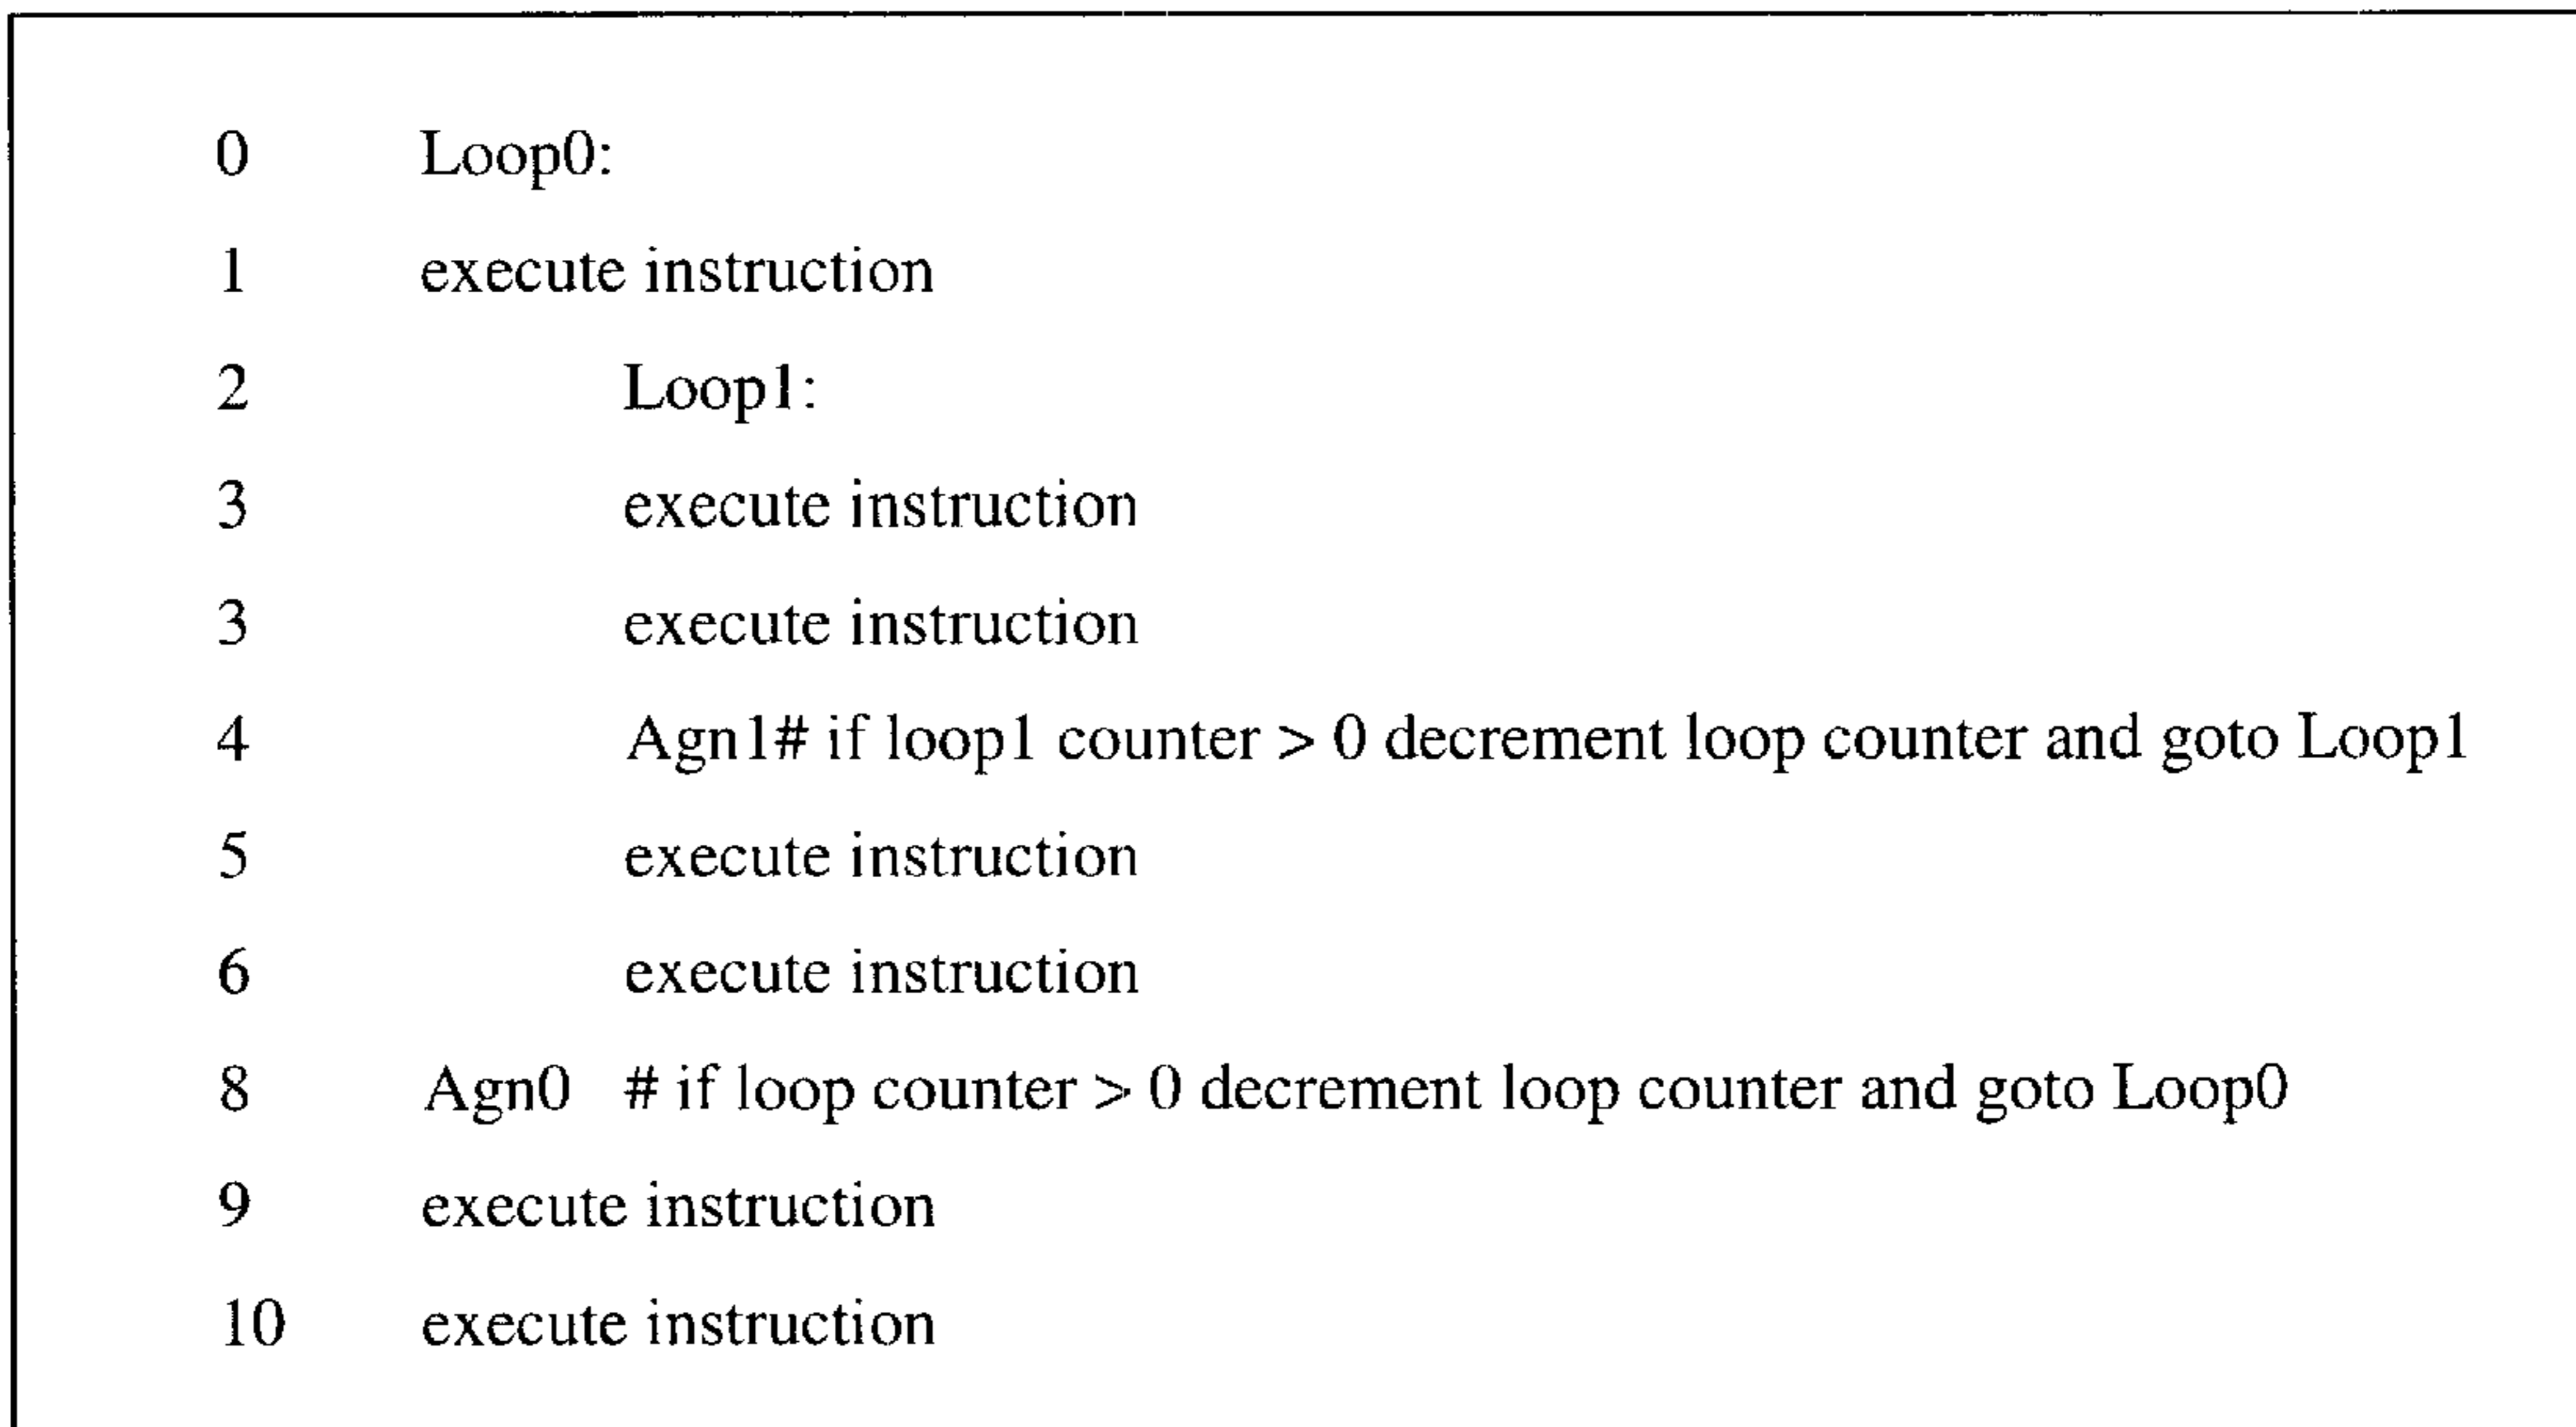 0 Loop0:
1 execute instruction
2 Loop1:
3 execute instruction
3 execute instruction
4 Agn1# if loop1 counter > 0 decrement loop counter and goto Loop1
5 execute instruction
6 execute instruction
8 Agn0 # if loop counter > 0 decrement loop counter and goto Loop0
9 execute instruction
10 execute instruction